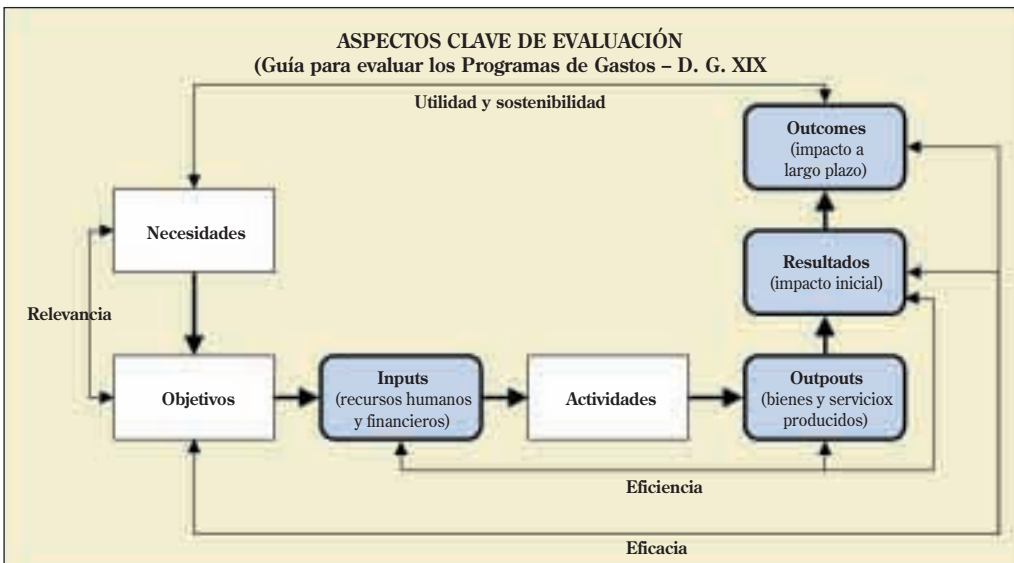 ASPECTOS CLAVE DE EVALUACIÓN
(Guía para evaluar los Programas de Gastos – D. G. XIX
Utilidad y sostenibilidad
Outcomes
(impacto a
largo plazo)
Necesidades
Resultados
(impacto inicial)
Relevancia
Objetivos
Inputs
(recursos humanos
y financieros)
Actividades
Outpouts
(bienes y serviciox
producidos)
Eficiencia
Eficacia